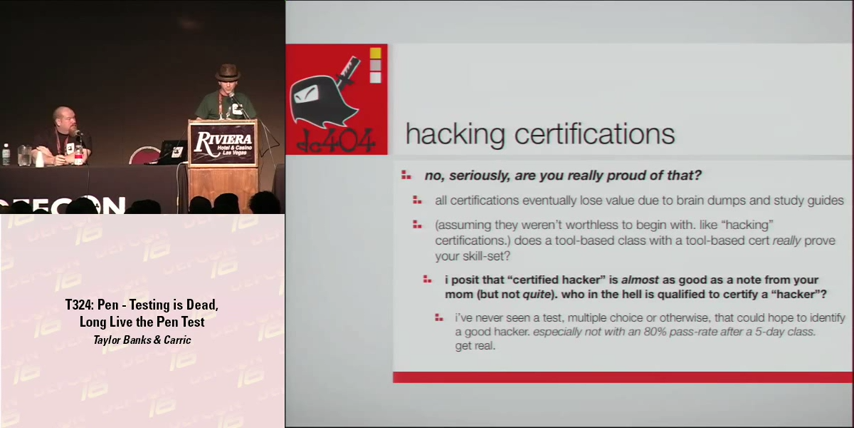 RIVIERA
Hotel & Casino
Las Vegas
DEFCON
T324: Pen - Testing is Dead,
Long Live the Pen Test
Taylor Banks & Carric
dc404
hacking certifications
no, seriously, are you really proud of that?
all certifications eventually lose value due to brain dumps and study guides
(assuming they weren't worthless to begin with. like "hacking"
certifications.) does a tool-based class with a tool-based cert really prove
your skill-set?
i posit that "certified hacker" is almost as good as a note from your
mom (but not quite). who in the hell is qualified to certify a "hacker"?
i've never seen a test, multiple choice or otherwise, that could hope to identify
a good hacker. especially not with an 80% pass-rate after a 5-day class.
get real.